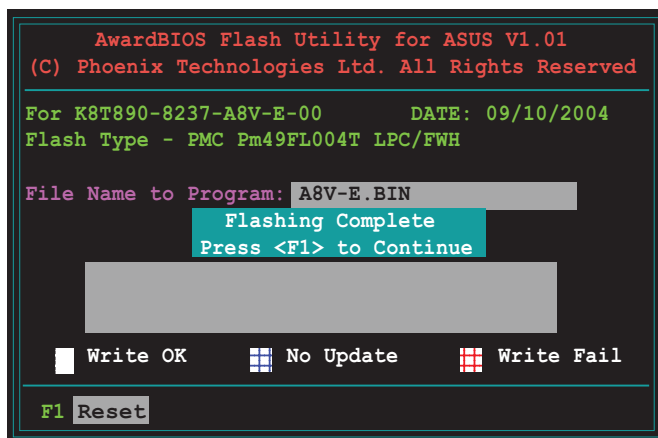 AwardBIOS Flash Utility for ASUS V1.01
(C) Phoenix Technologies Ltd. All Rights Reserved
For K8T890-8237-A8V-E-00 DATE: 09/10/2004
Flash Type - PMC Pm49FL004T LPC/FWH
File Name to Program: A8V-E.BIN
Flashing Complete
Press <F1> to Continue
Write OK No Update Write Fail
F1 Reset